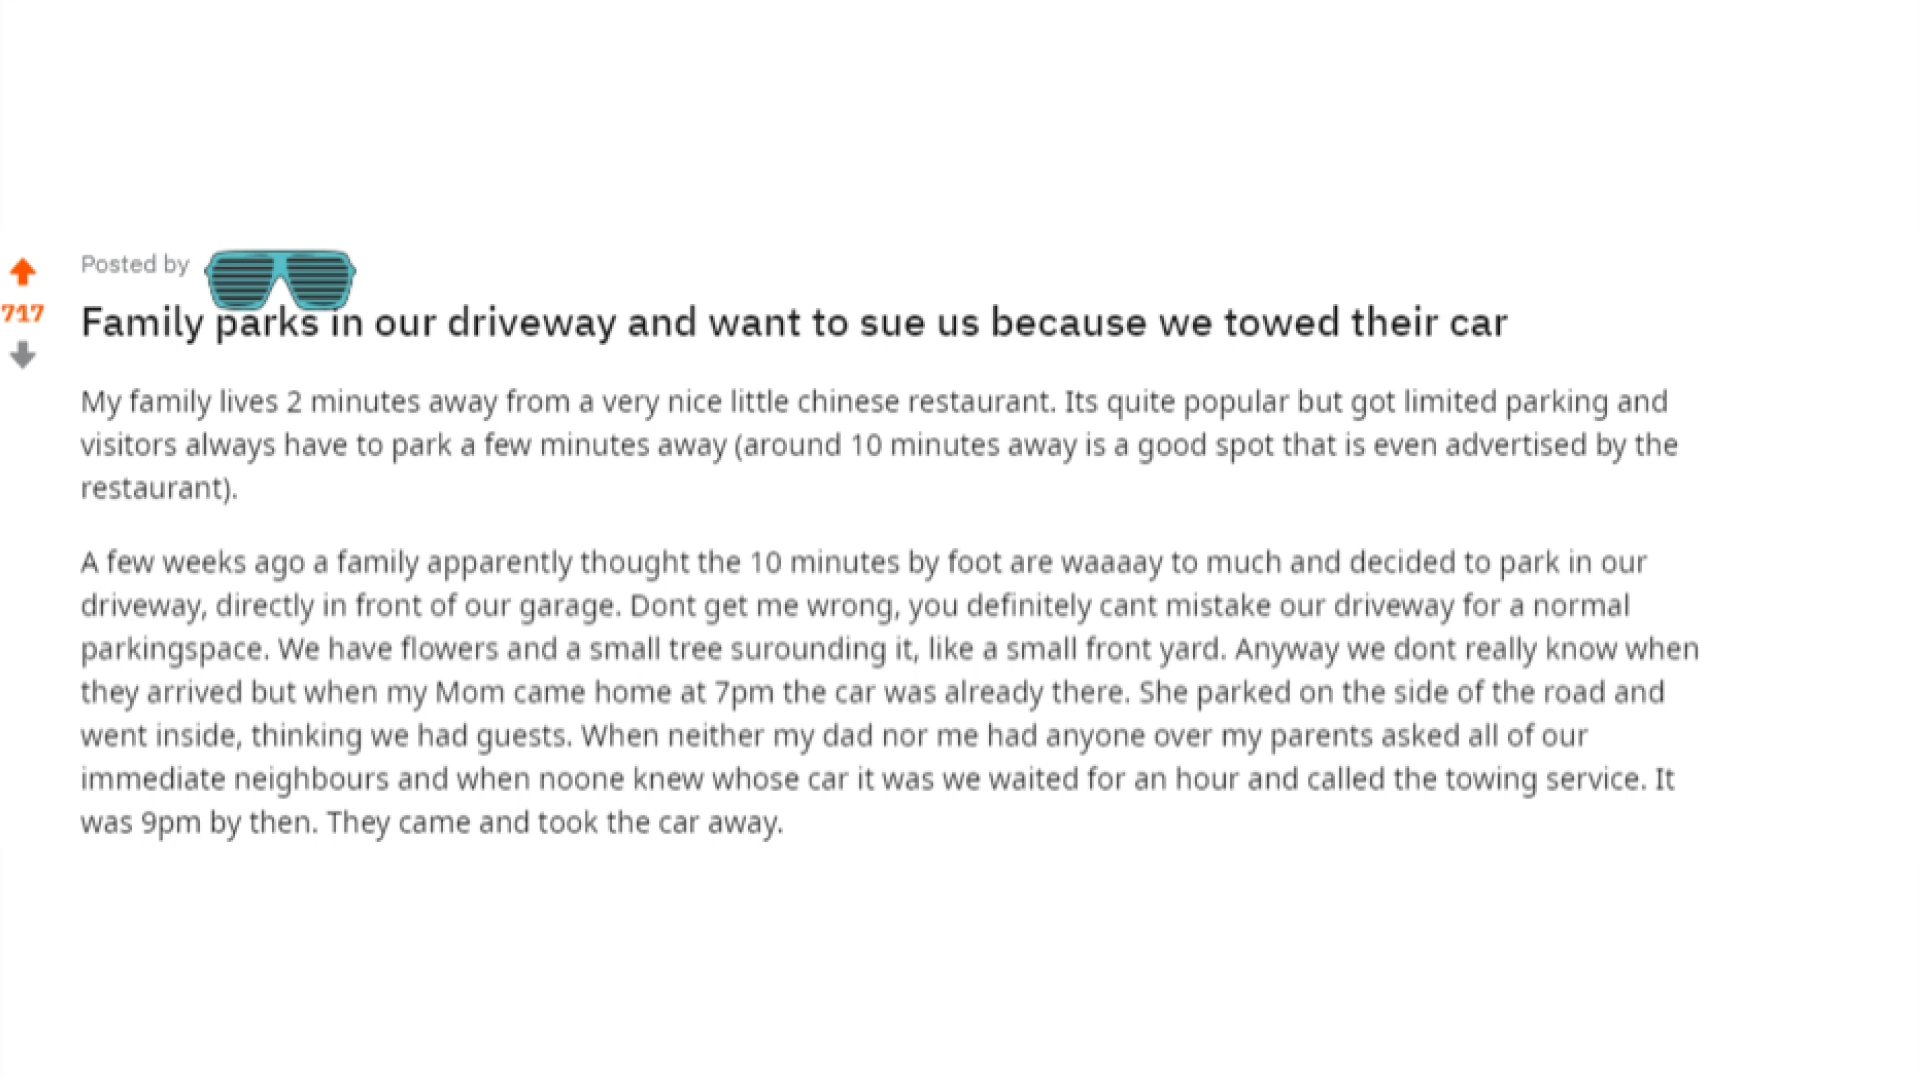 Posted by
717
Family parks in our driveway and want to sue us because we towed their car
My family lives 2 minutes away from a very nice little chinese restaurant. Its quite popular but got limited parking and
visitors always have to park a few minutes away (around 10 minutes away is a good spot that is even advertised by the
restaurant).
A few weeks ago a family apparently thought the 10 minutes by foot are waaaay to much and decided to park in our
driveway, directly in front of our garage. Dont get me wrong, you definitely cant mistake our driveway for a normal
parkingspace. We have flowers and a small tree surounding it, like a small front yard. Anyway we dont really know when
they arrived but when my Mom came home at 7pm the car was already there. She parked on the side of the road and
went inside, thinking we had guests. When neither my dad nor me had anyone over my parents asked all of our
immediate neighbours and when noone knew whose car it was we waited for an hour and called the towing service. It
was 9pm by then. They came and took the car away.